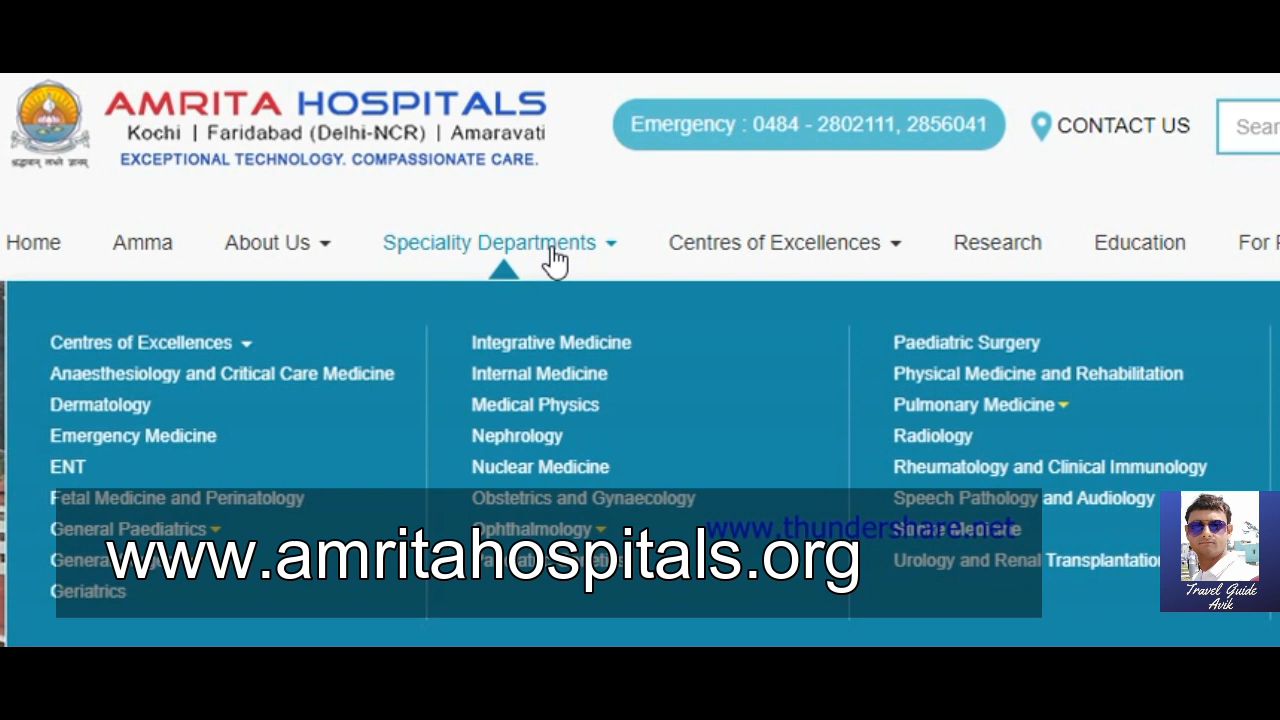 AMRITA HOSPITALS
Kochi | Faridabad (Delhi-NCR) | Amaravati
EXCEPTIONAL TECHNOLOGY. COMPASSIONATE CARE.
Emergency : 0484 - 2802111, 2856041
CONTACT US
Home Amma About Us Speciality Departments Centres of Excellences Research Education For
Centres of Excellences
Anaesthesiology and Critical Care Medicine
Dermatology
Emergency Medicine
ENT
Fetal Medicine and Perinatology
General Paediatrics
Geriatrics
Integrative Medicine
Internal Medicine
Medical Physics
Nephrology
Nuclear Medicine
Obstetrics and Gynaecology
Ophthalmology
Paediatric Surgery
Physical Medicine and Rehabilitation
Pulmonary Medicine
Radiology
Rheumatology and Clinical Immunology
Speech Pathology and Audiology
Urology and Renal Transplantation
www.thundershare.net
www.amritahospitals.org
Travel Guide
Avik